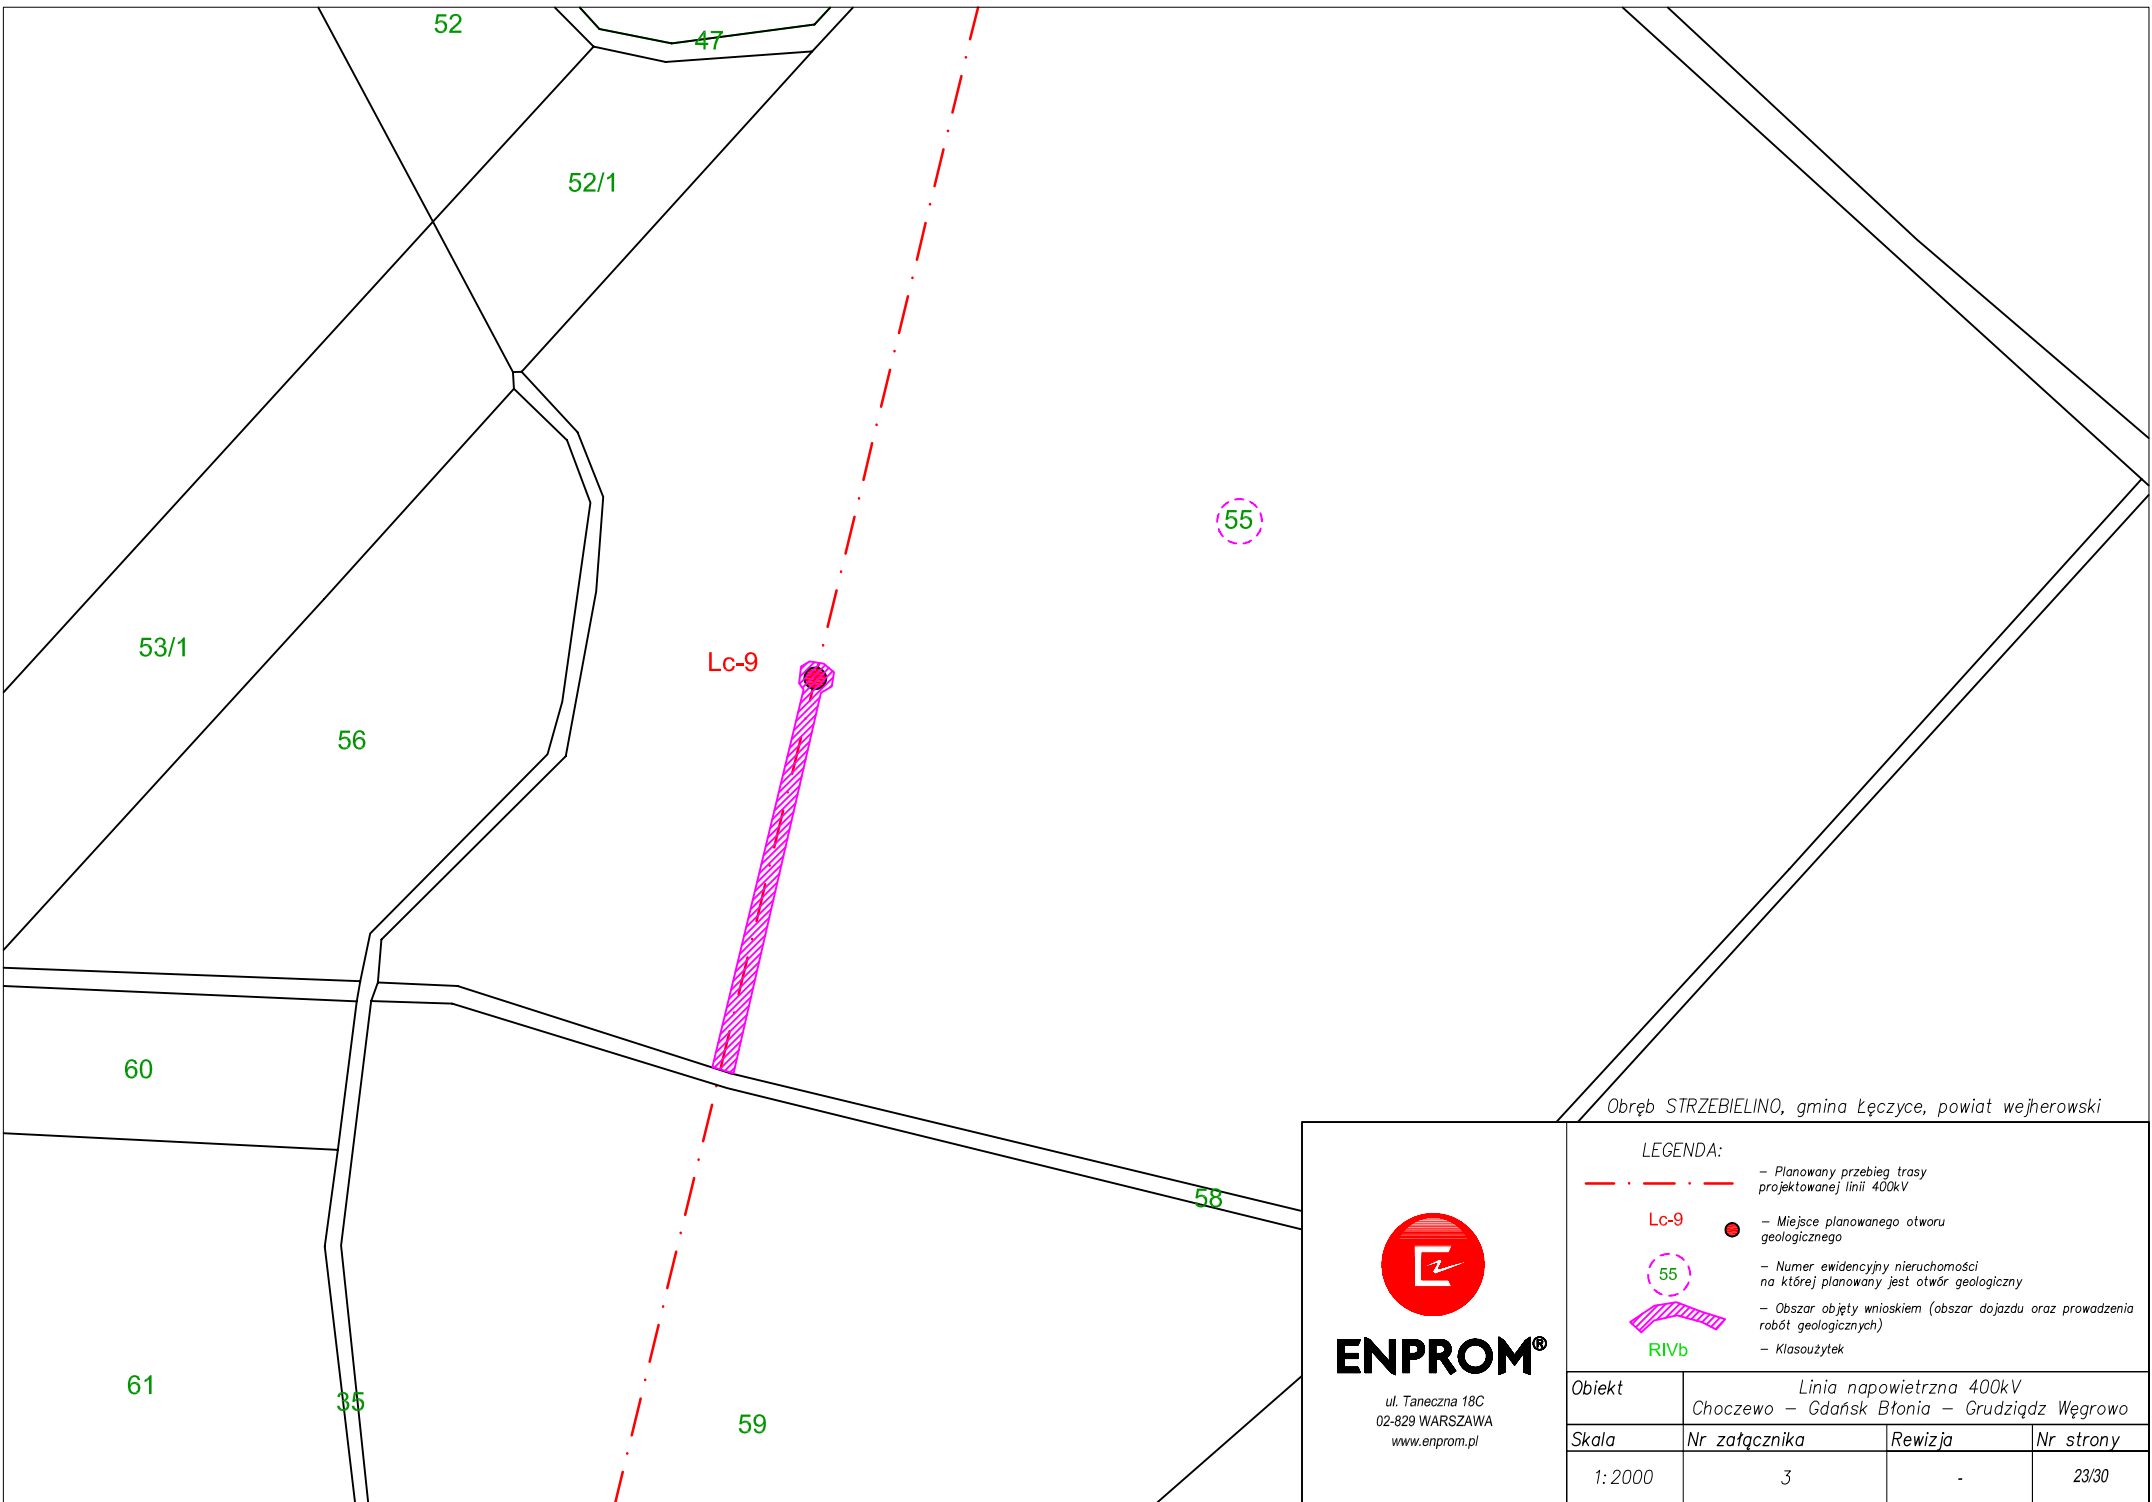 52
47
52/1
55
53/1
Lc-9
56
60
58
61
35
59
Obręb STRZEBIELINO, gmina Łęczyce, powiat wejherowski
LEGENDA:
– Planowany przebieg trasy
projektowanej linii 400kV
Lc-9
– Miejsce planowanego otworu
geologicznego
55
– Numer ewidencyjny nieruchomości
na której planowany jest otwór geologiczny
– Obszar objęty wnioskiem (obszar dojazdu oraz prowadzenia
robót geologicznych)
RIVb
– Klasoużytek
ENPROM®
ul. Taneczna 18C
02-829 WARSZAWA
www.enprom.pl
Obiekt
Linia napowietrzna 400kV
Choczewo – Gdańsk Błonia – Grudziądz Węgrowo
Skala Nr załącznika Rewizja Nr strony
1:2000 3 - 23/30